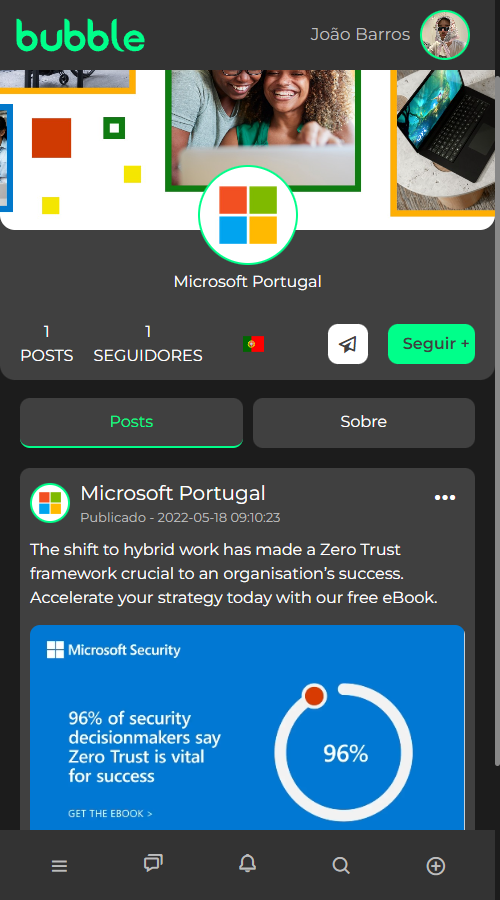 bubble
João Barros
Microsoft Portugal
1
POSTS
1
SEGUIDORES
Seguir +
Posts
Sobre
Microsoft Portugal
Publicado - 2022-05-18 09:10:23
The shift to hybrid work has made a Zero Trust
framework crucial to an organisation’s success.
Accelerate your strategy today with our free eBook.
Microsoft Security
96% of security
decisionmakers say
Zero Trust is vital
for success
96%
GET THE EBOOK >